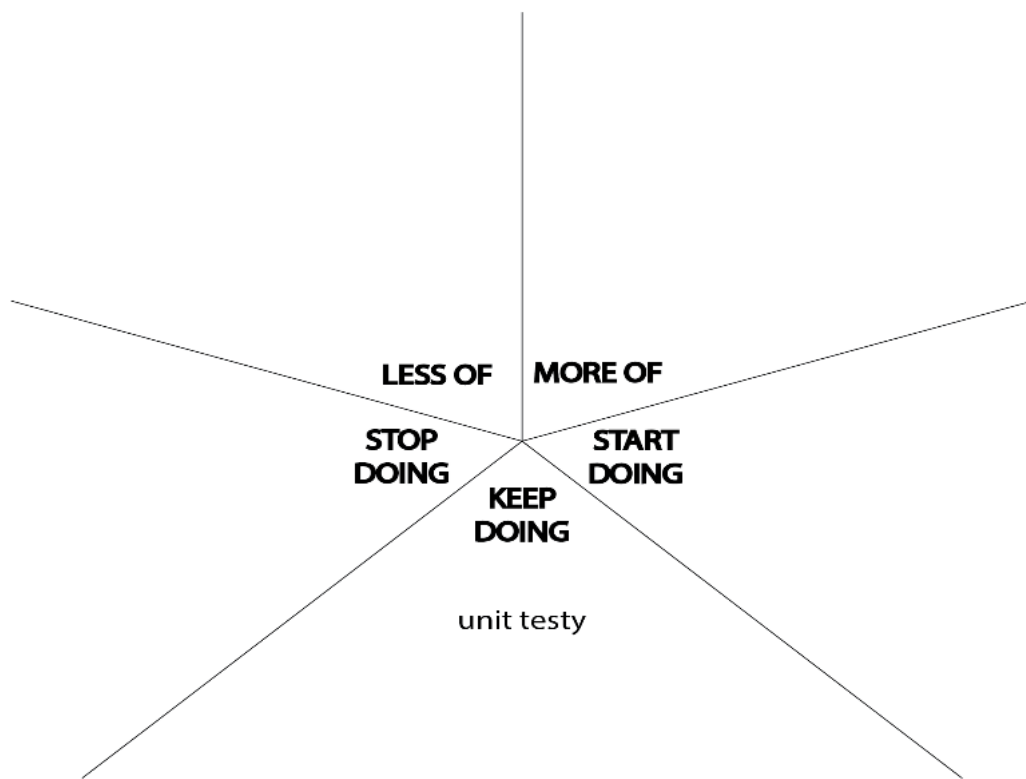 LESS OF
MORE OF
STOP
DOING
START
DOING
KEEP
DOING
unit testy